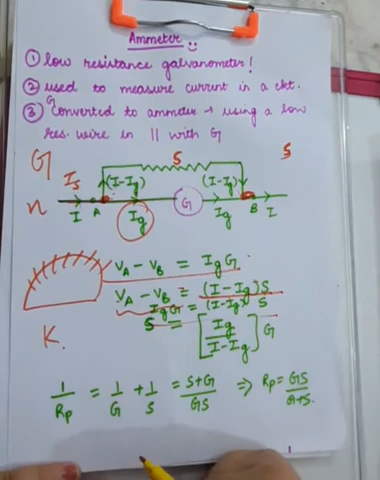 Ammeter
① low resistance galvanometer!
② used to measure current in a ckt.
③ G Converted to ammeter → using a low
res. wire in || with G
G S S
Is (I-Ig) (I-Ig)
n I A Ig G Ig B I
VA - VB = IgG
VA - VB = (I-Ig)S
IgG = (I-Ig)S
S = [Ig / I-Ig] G
K.
1/Rp = 1/G + 1/S = S+G/GS ⇒ Rp = GS/G+S.